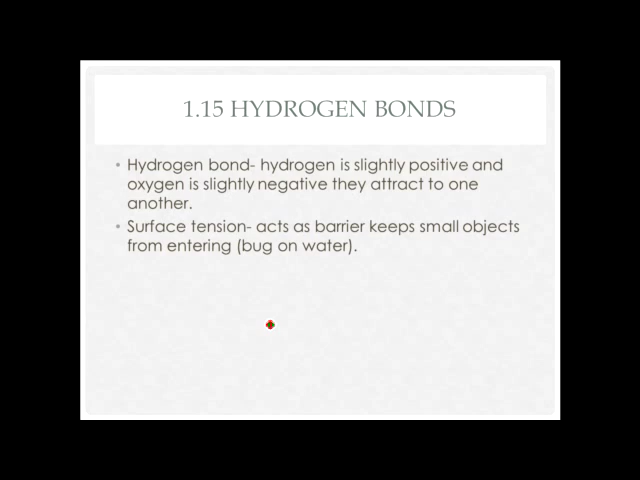 1.15 HYDROGEN BONDS
• Hydrogen bond- hydrogen is slightly positive and
oxygen is slightly negative they attract to one
another.
• Surface tension- acts as barrier keeps small objects
from entering (bug on water).